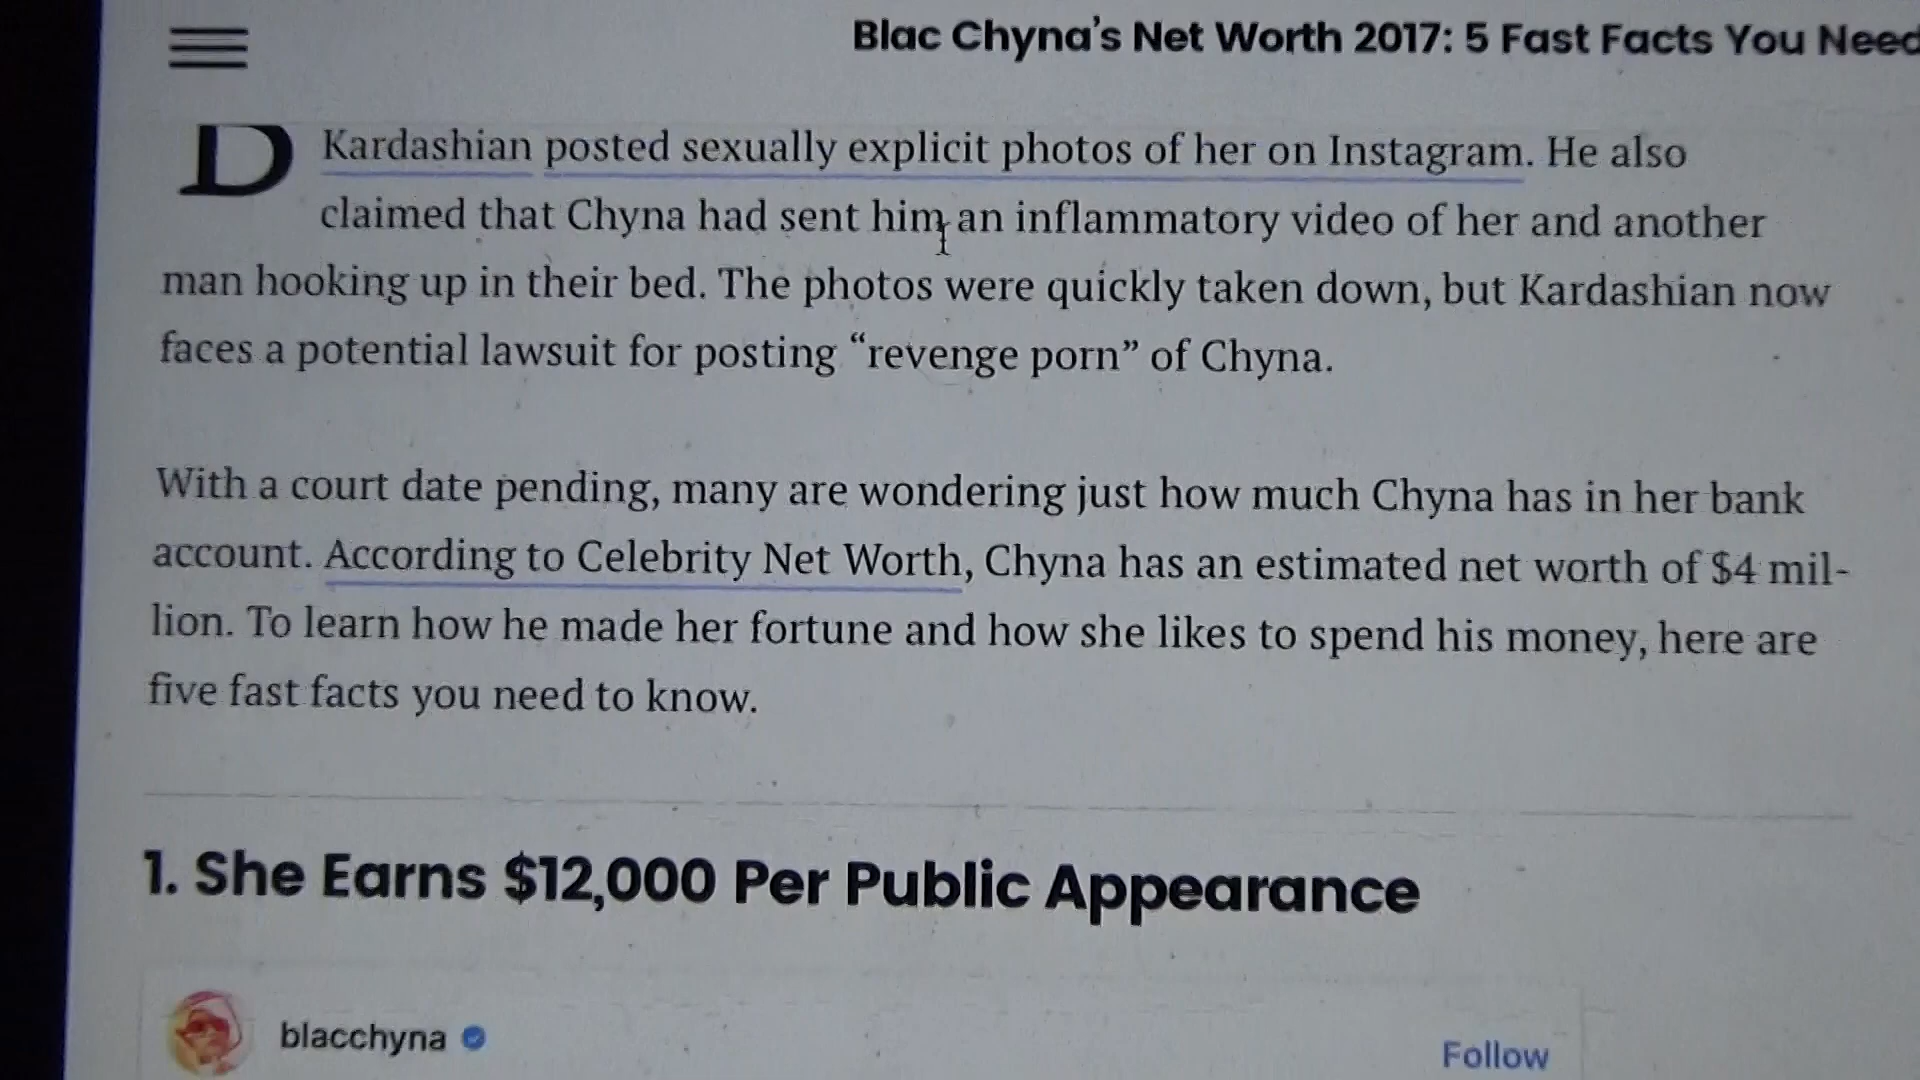 Blac Chyna's Net Worth 2017: 5 Fast Facts You Need
D Kardashian posted sexually explicit photos of her on Instagram. He also
claimed that Chyna had sent him an inflammatory video of her and another
man hooking up in their bed. The photos were quickly taken down, but Kardashian now
faces a potential lawsuit for posting “revenge porn” of Chyna.
With a court date pending, many are wondering just how much Chyna has in her bank
account. According to Celebrity Net Worth, Chyna has an estimated net worth of $4 mil-
lion. To learn how he made her fortune and how she likes to spend his money, here are
five fast facts you need to know.
1. She Earns $12,000 Per Public Appearance
blacchyna
Follow